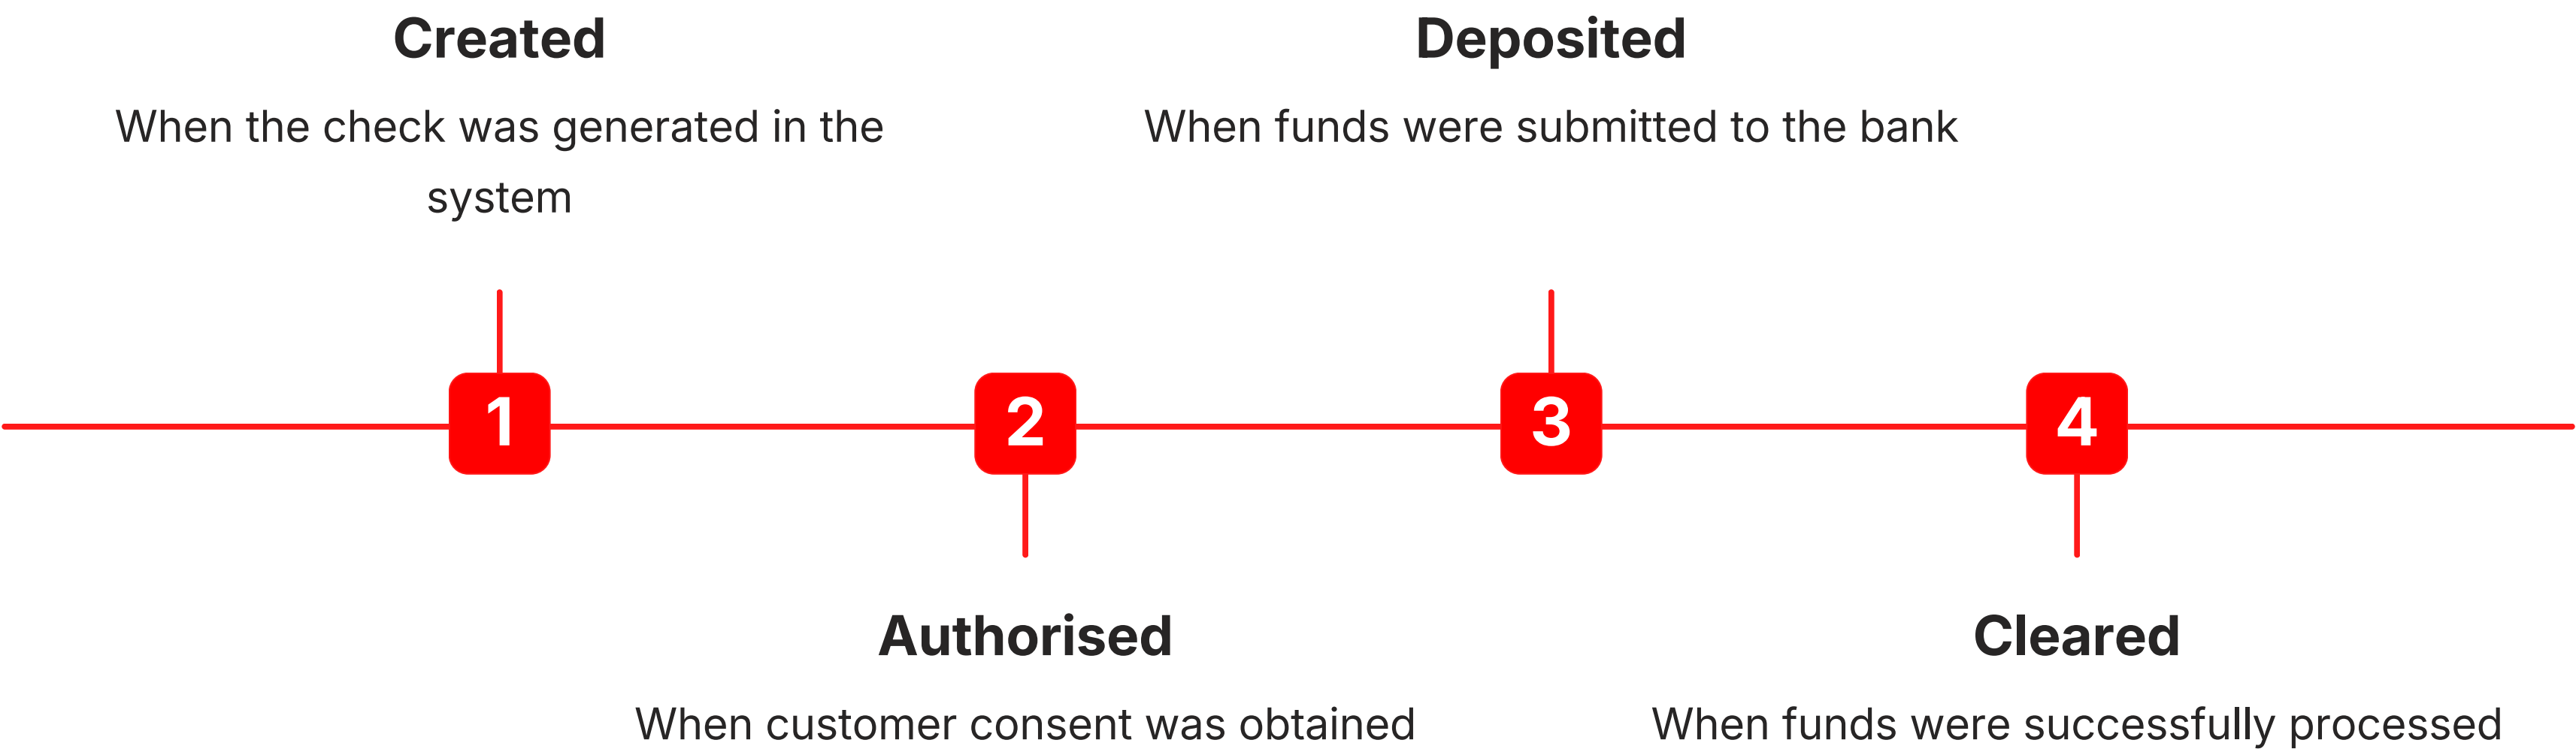 Created
When the check was generated in the
system
Deposited
When funds were submitted to the bank
1
2
3
4
Authorised
When customer consent was obtained
Cleared
When funds were successfully processed